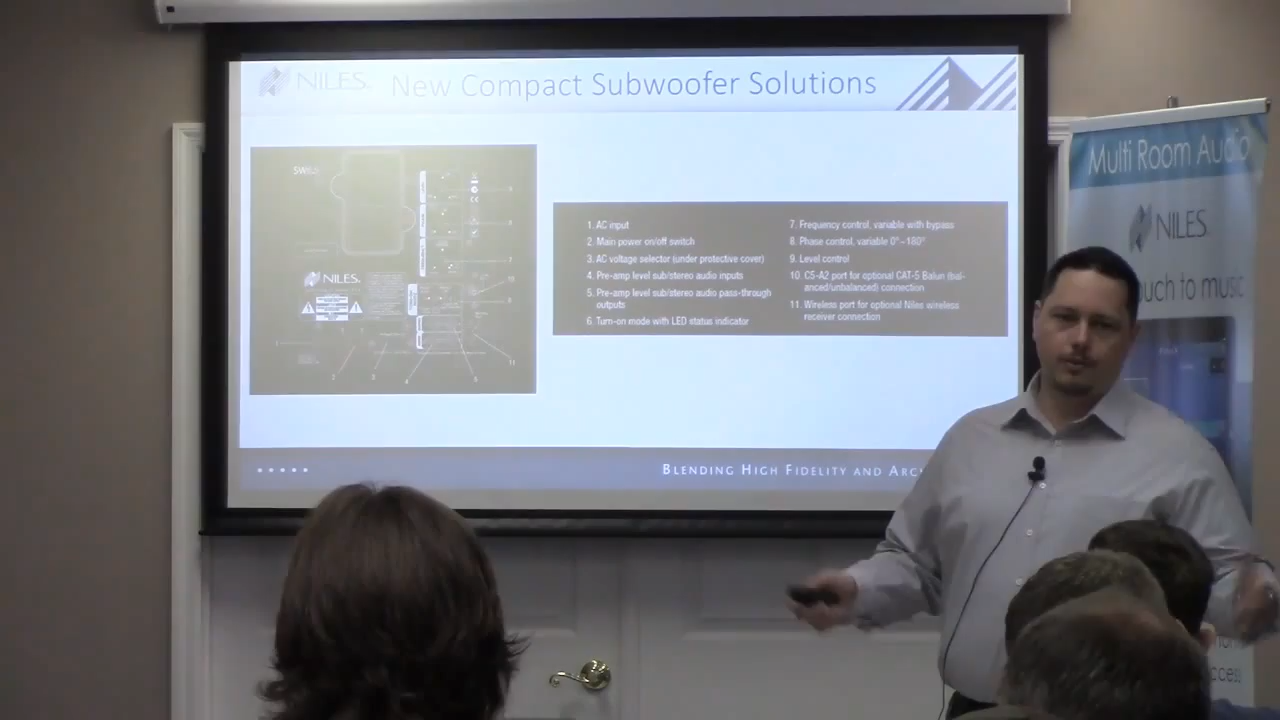 NILES
New Compact Subwoofer Solutions
NILES
1. AC input
2. Main power on/off switch
3. AC voltage selector (under protective cover)
4. Pre-amp level sub/stereo audio inputs
5. Pre-amp level sub/stereo audio pass-through
outputs
6. Turn-on mode with LED status indicator
7. Frequency control, variable with bypass
8. Phase control, variable 0°–180°
9. Level control
10. C5-A2 port for optional CAT-5 Balun (bal-
anced/unbalanced) connection
11. Wireless port for optional Niles wireless
receiver connection
BLENDING HIGH FIDELITY AND ARC
Multi Room Audio
NILES
ouch to music
ccess